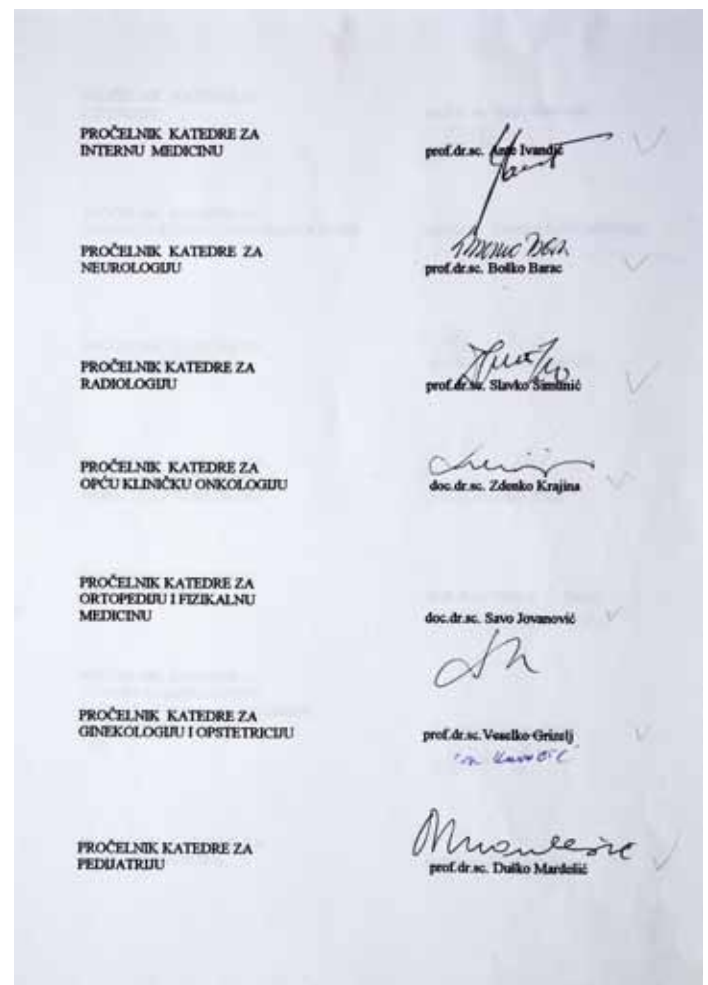 PROČELNIK KATEDRE ZA
INTERNU MEDICINU
prof.dr.sc. Ante Ivandić
PROČELNIK KATEDRE ZA
NEUROLOGIJU
prof.dr.sc. Boško Barac
PROČELNIK KATEDRE ZA
RADIOLOGIJU
prof.dr.sc. Slavko Šimunić
PROČELNIK KATEDRE ZA
OPĆU KLINIČKU ONKOLOGIJU
doc.dr.sc. Zdenko Krajina
PROČELNIK KATEDRE ZA
ORTOPEDIJU I FIZIKALNU
MEDICINU
doc.dr.sc. Savo Jovanović
PROČELNIK KATEDRE ZA
GINEKOLOGIJU I OPSTETRICIJU
prof.dr.sc. Veselko Grizelj
PROČELNIK KATEDRE ZA
PEDIJATRIJU
prof.dr.sc. Duško Mardešić